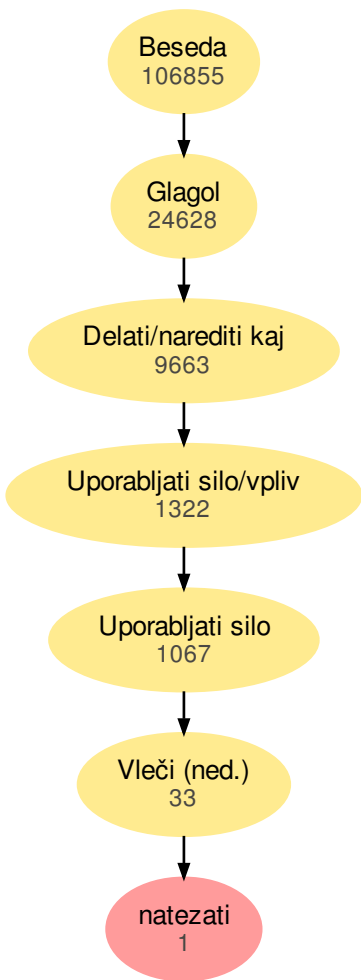 Beseda
106855
Glagol
24628
Delati/narediti kaj
9663
Uporabljati silo/vpliv
1322
Uporabljati silo
1067
Vleči (ned.)
33
natezati
1